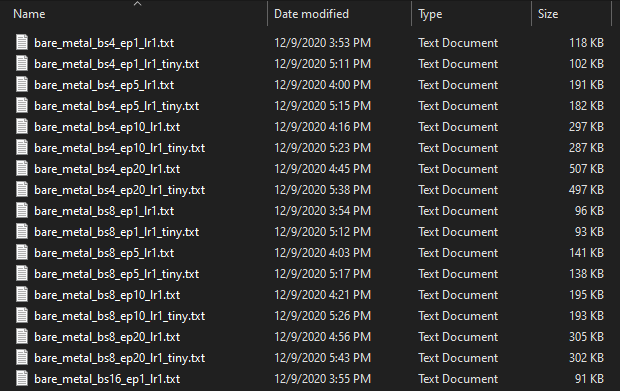 Name Date modified Type Size
bare_metal_bs4_ep1_lr1.txt 12/9/2020 3:53 PM Text Document 118 KB
bare_metal_bs4_ep1_lr1_tiny.txt 12/9/2020 5:11 PM Text Document 102 KB
bare_metal_bs4_ep5_lr1.txt 12/9/2020 4:00 PM Text Document 191 KB
bare_metal_bs4_ep5_lr1_tiny.txt 12/9/2020 5:15 PM Text Document 182 KB
bare_metal_bs4_ep10_lr1.txt 12/9/2020 4:16 PM Text Document 297 KB
bare_metal_bs4_ep10_lr1_tiny.txt 12/9/2020 5:23 PM Text Document 287 KB
bare_metal_bs4_ep20_lr1.txt 12/9/2020 4:45 PM Text Document 507 KB
bare_metal_bs4_ep20_lr1_tiny.txt 12/9/2020 5:38 PM Text Document 497 KB
bare_metal_bs8_ep1_lr1.txt 12/9/2020 3:54 PM Text Document 96 KB
bare_metal_bs8_ep1_lr1_tiny.txt 12/9/2020 5:12 PM Text Document 93 KB
bare_metal_bs8_ep5_lr1.txt 12/9/2020 4:03 PM Text Document 141 KB
bare_metal_bs8_ep5_lr1_tiny.txt 12/9/2020 5:17 PM Text Document 138 KB
bare_metal_bs8_ep10_lr1.txt 12/9/2020 4:21 PM Text Document 195 KB
bare_metal_bs8_ep10_lr1_tiny.txt 12/9/2020 5:26 PM Text Document 193 KB
bare_metal_bs8_ep20_lr1.txt 12/9/2020 4:56 PM Text Document 305 KB
bare_metal_bs8_ep20_lr1_tiny.txt 12/9/2020 5:43 PM Text Document 302 KB
bare_metal_bs16_ep1_lr1.txt 12/9/2020 3:55 PM Text Document 91 KB